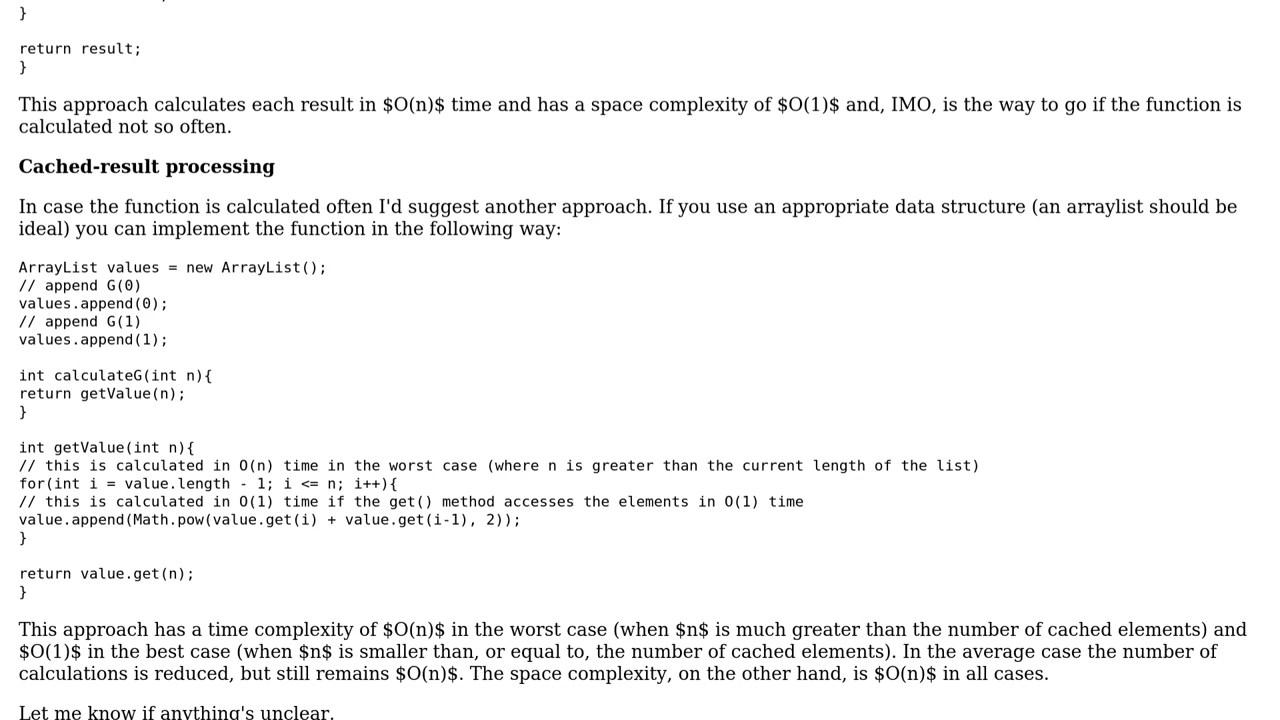 }
return result;
}
This approach calculates each result in $O(n)$ time and has a space complexity of $O(1)$ and, IMO, is the way to go if the function is
calculated not so often.
Cached-result processing
In case the function is calculated often I'd suggest another approach. If you use an appropriate data structure (an arraylist should be
ideal) you can implement the function in the following way:
ArrayList values = new ArrayList();
// append G(0)
values.append(0);
// append G(1)
values.append(1);
int calculateG(int n){
return getValue(n);
}
int getValue(int n){
// this is calculated in O(n) time in the worst case (where n is greater than the current length of the list)
for(int i = value.length - 1; i <= n; i++){
// this is calculated in O(1) time if the get() method accesses the elements in O(1) time
value.append(Math.pow(value.get(i) + value.get(i-1), 2));
}
return value.get(n);
}
This approach has a time complexity of $O(n)$ in the worst case (when $n$ is much greater than the number of cached elements) and
$O(1)$ in the best case (when $n$ is smaller than, or equal to, the number of cached elements). In the average case the number of
calculations is reduced, but still remains $O(n)$. The space complexity, on the other hand, is $O(n)$ in all cases.
Let me know if anything's unclear.